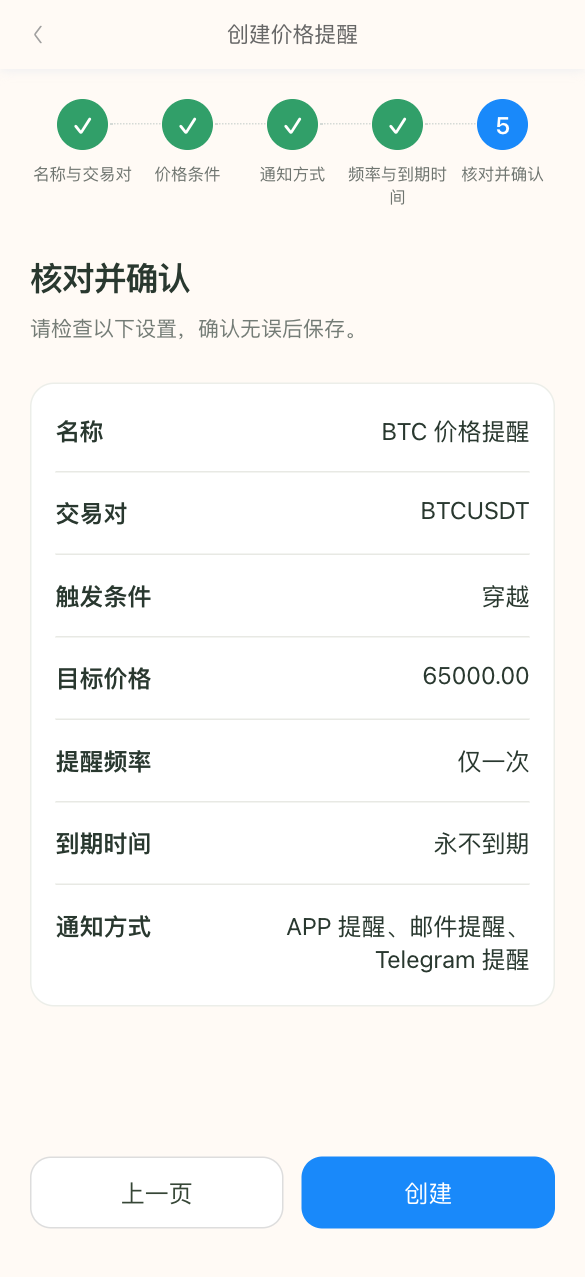 创建价格提醒
5
名称与交易对
价格条件
通知方式
频率与到期时
间
核对并确认
核对并确认
请检查以下设置，确认无误后保存。
名称
BTC 价格提醒
交易对
BTCUSDT
触发条件
穿越
目标价格
65000.00
提醒频率
仅一次
到期时间
永不到期
通知方式
APP 提醒、邮件提醒、
Telegram 提醒
上一页
创建